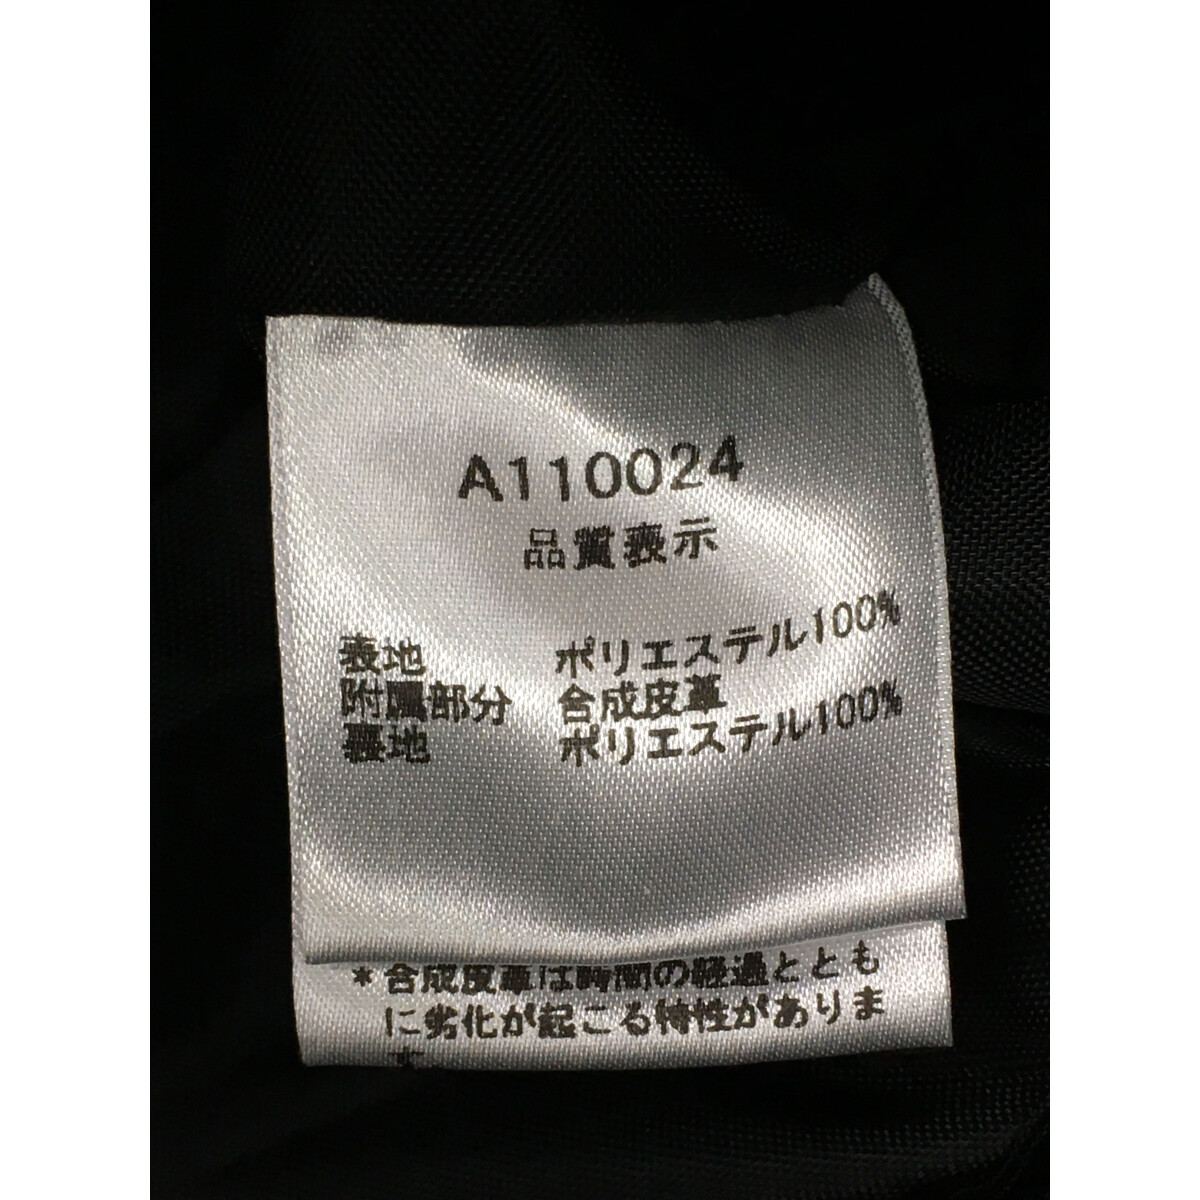 A110024
品質表示
表地 ポリエステル100%
附属部分 合成皮革
裏地 ポリエステル100%
*合成皮革は時間の経過ととも
に劣化が起こる特性がありま
す